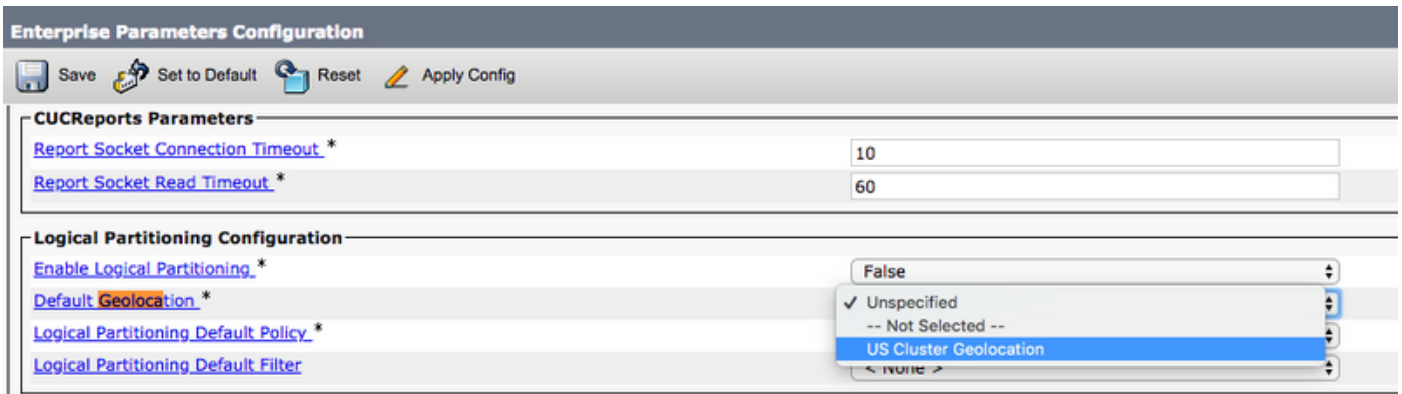 Enterprise Parameters Configuration
Save Set to Default Reset Apply Config
CUCReports Parameters
Report Socket Connection Timeout * 10
Report Socket Read Timeout * 60
Logical Partitioning Configuration
Enable Logical Partitioning * False
Default Geolocation * ✓ Unspecified
-- Not Selected --
Logical Partitioning Default Policy *
US Cluster Geolocation
Logical Partitioning Default Filter < None >